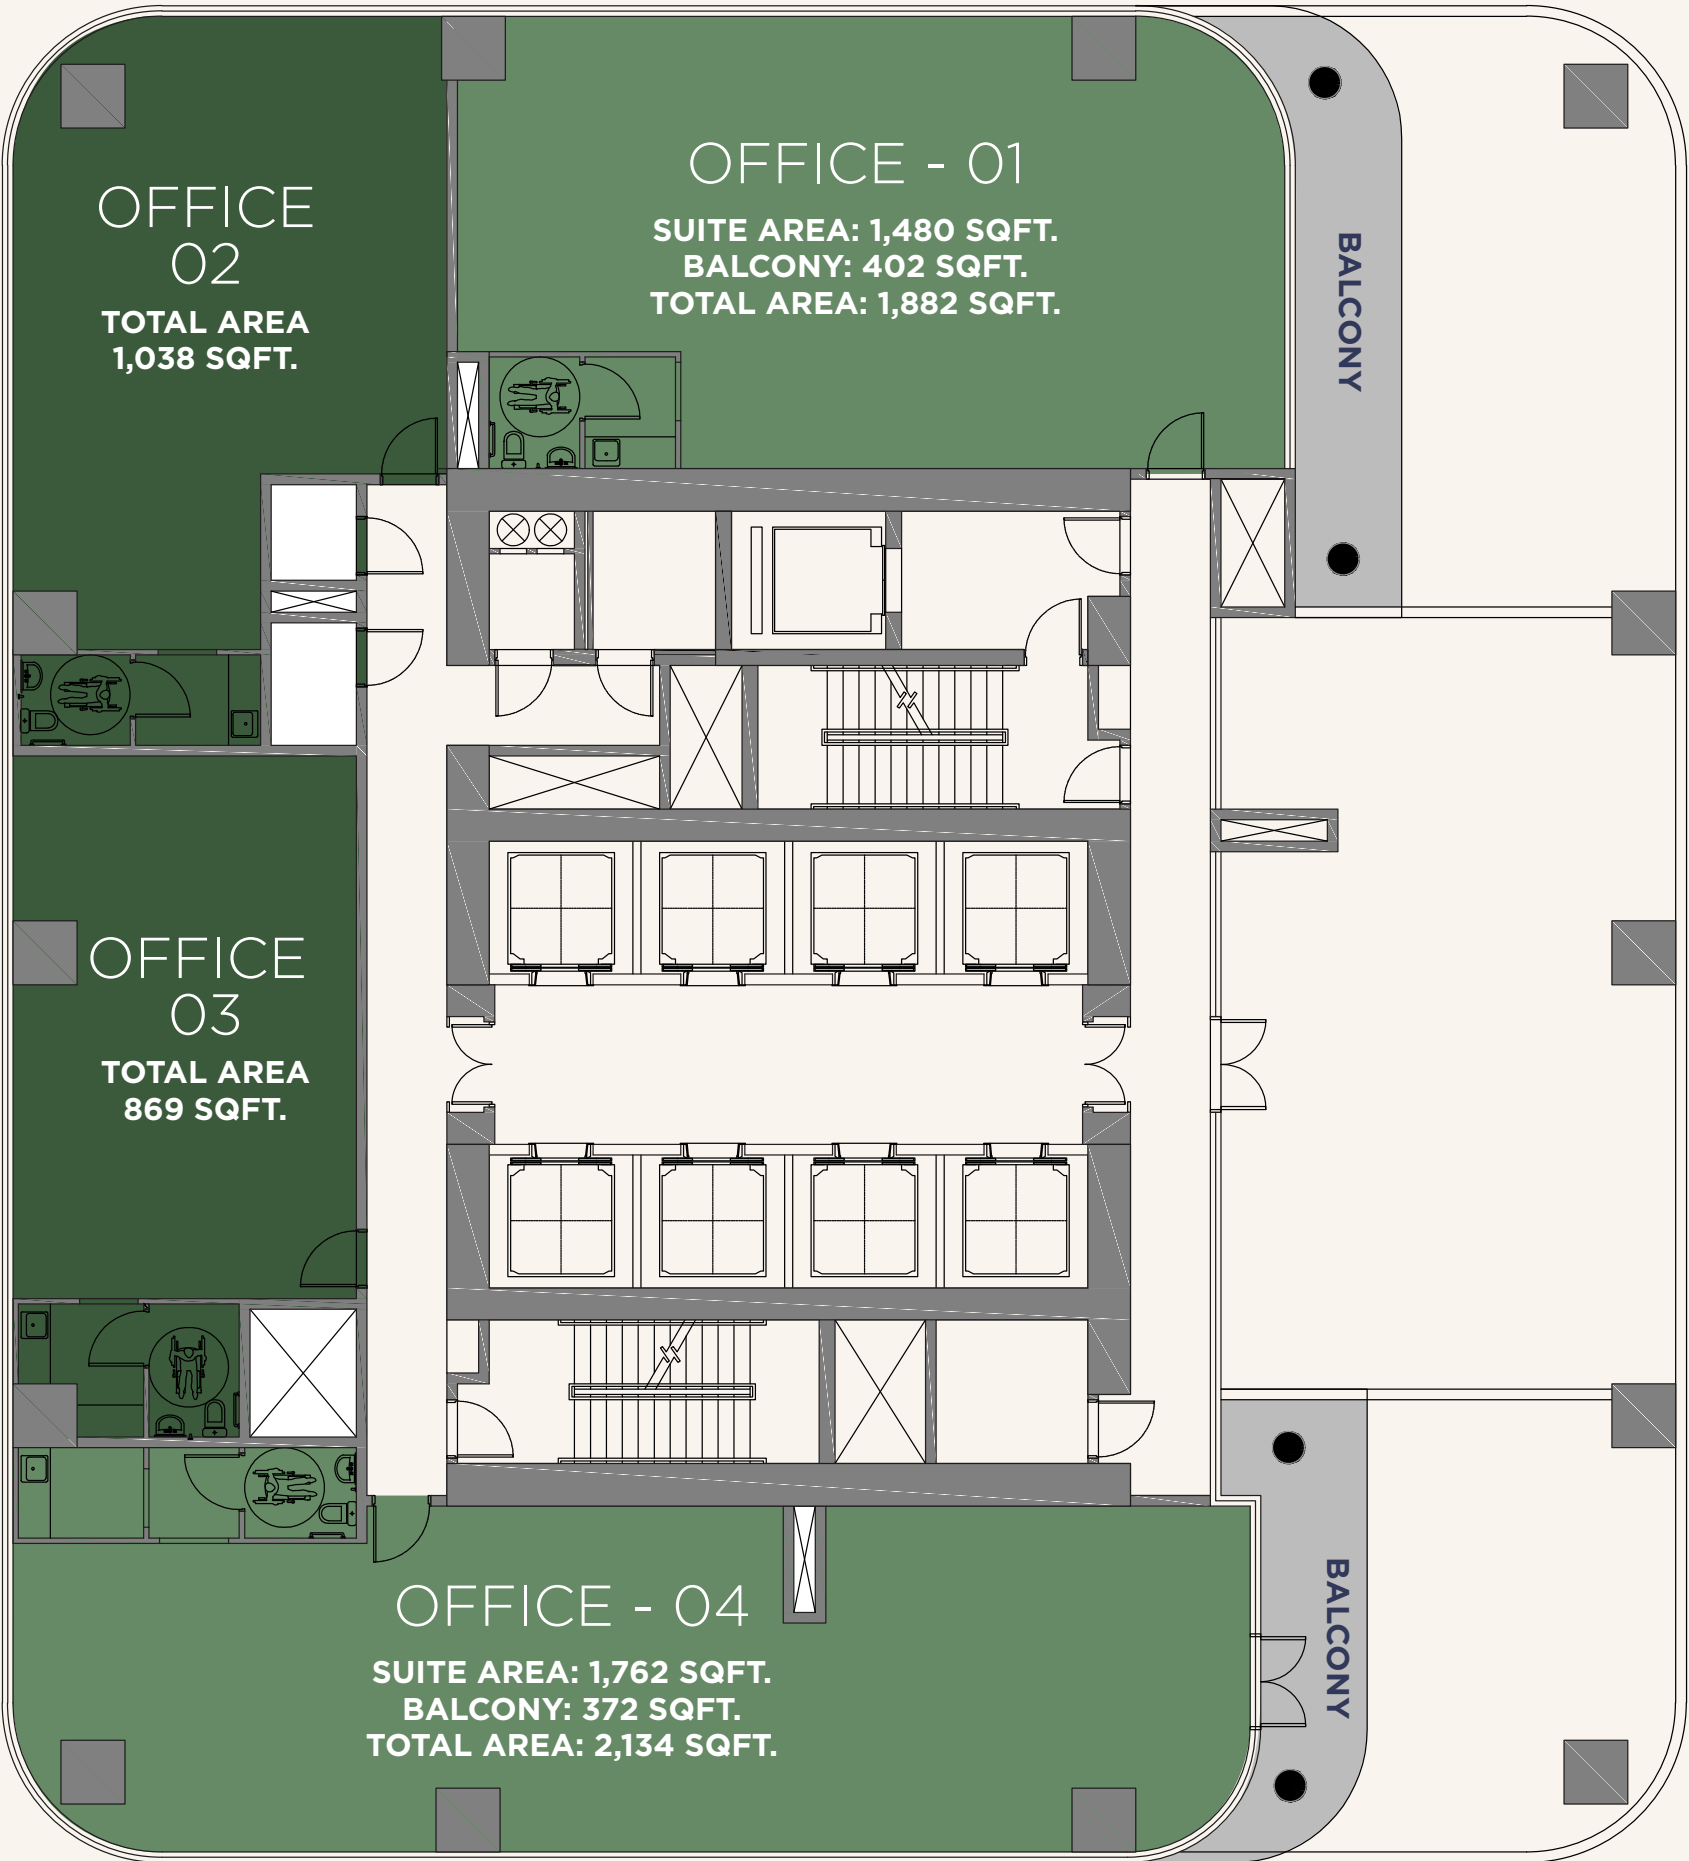 OFFICE - 01
SUITE AREA: 1,480 SQFT.
BALCONY: 402 SQFT.
TOTAL AREA: 1,882 SQFT.
OFFICE
02
TOTAL AREA
1,038 SQFT.
BALCONY
OFFICE
03
TOTAL AREA
869 SQFT.
OFFICE - 04
SUITE AREA: 1,762 SQFT.
BALCONY: 372 SQFT.
TOTAL AREA: 2,134 SQFT.
BALCONY